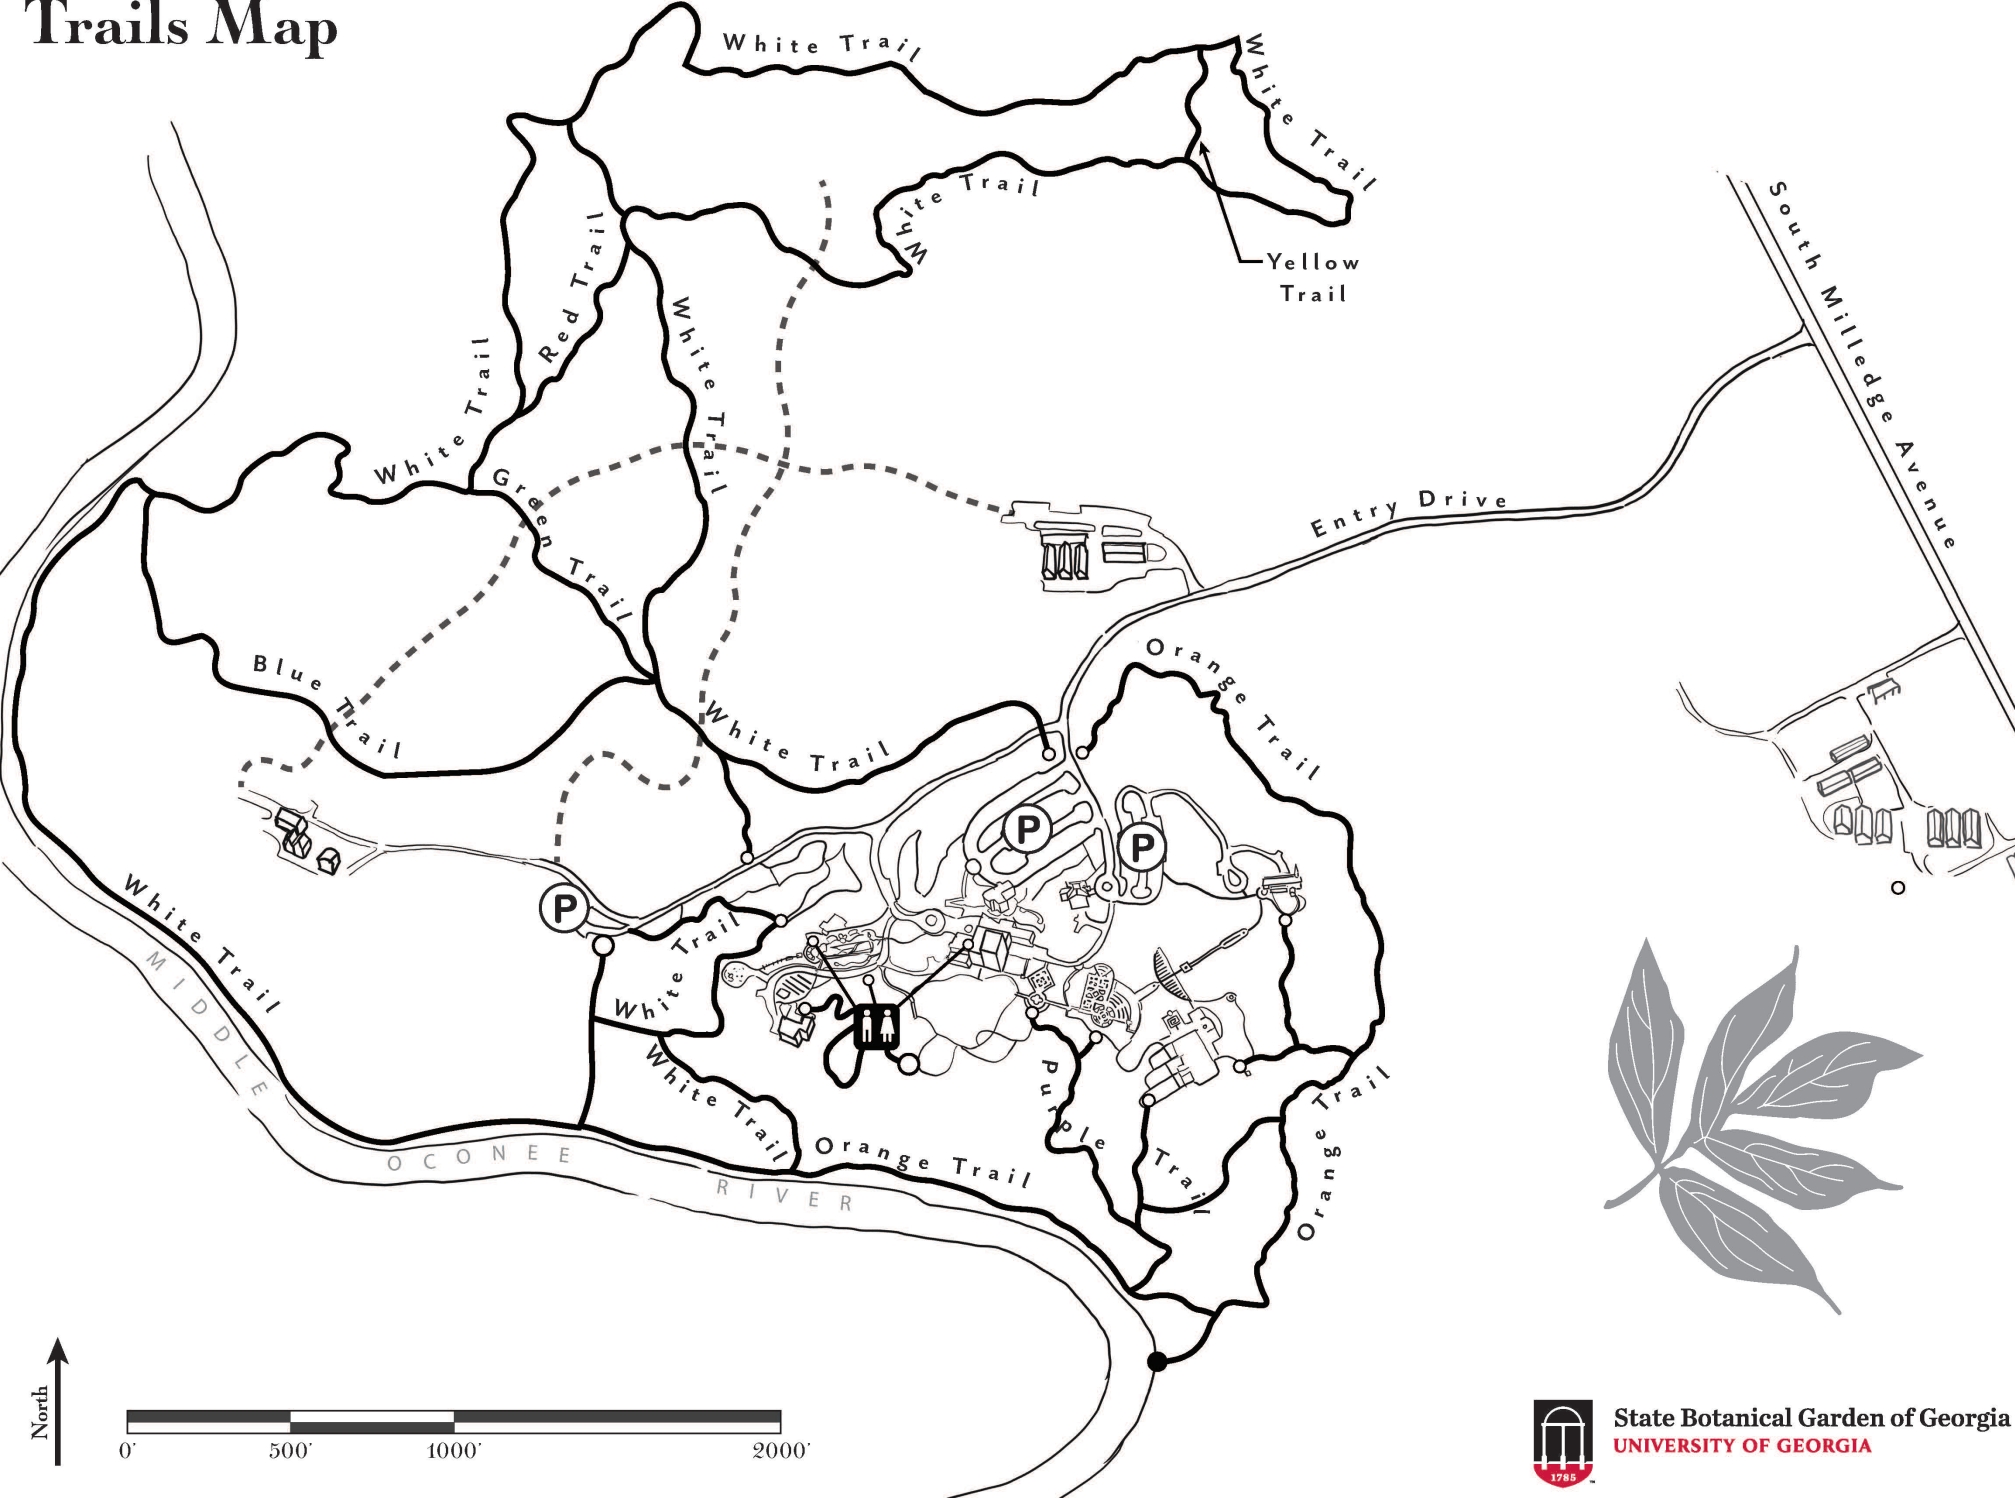 Trails Map
White Trail
White Trail
White Trail
Yellow
Trail
Red Trail
White Trail
White Trail
South Milledge Avenue
White Trail
Green Trail
Entry Drive
Orange Trail
Blue Trail
White Trail
P
P
P
White Trail
White Trail
White
MIDDLE
White Trail
Purple Trail
Orange Trail
Orange Trail
OCONEE
RIVER
North
0'
500'
1000'
2000'
State Botanical Garden of Georgia
UNIVERSITY OF GEORGIA
1785